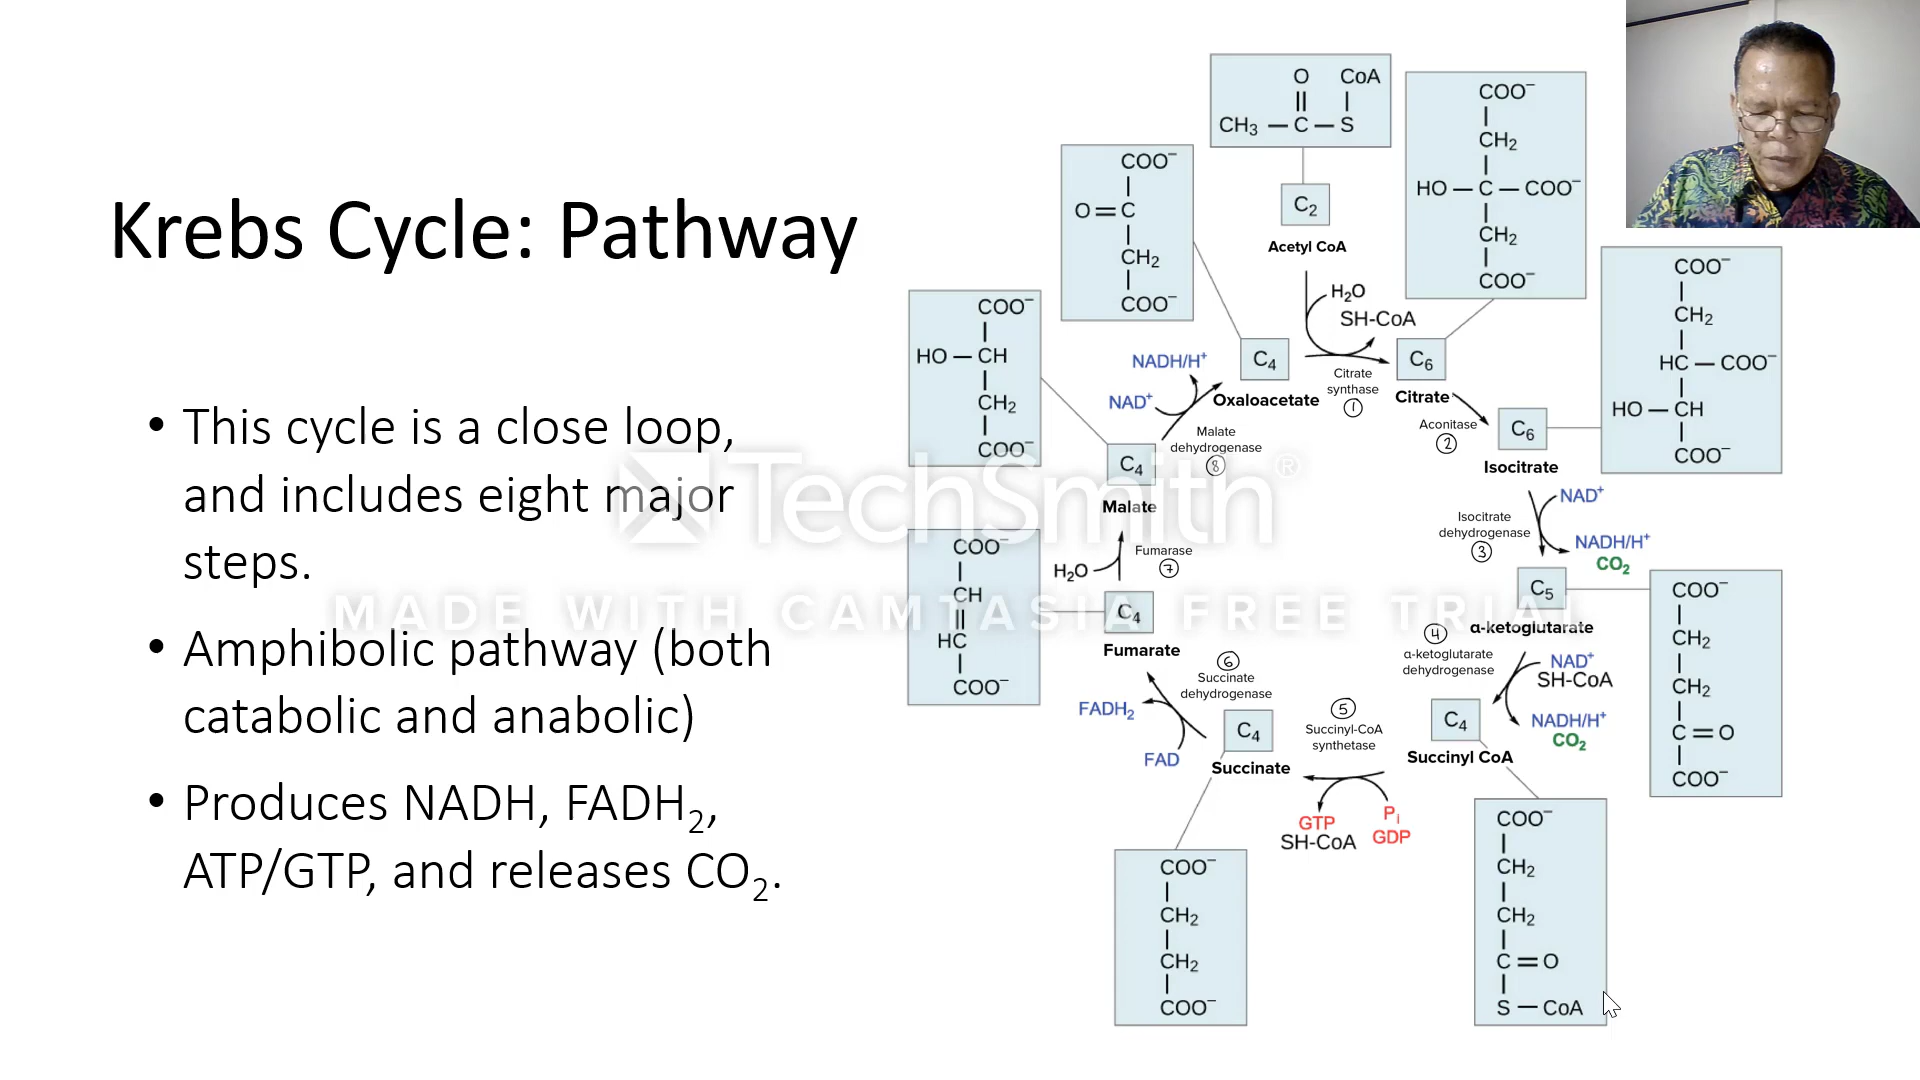 Krebs Cycle: Pathway
• This cycle is a close loop,
and includes eight major
steps.
• Amphibolic pathway (both
catabolic and anabolic)
• Produces NADH, FADH₂,
ATP/GTP, and releases CO₂.
O CoA
CH₃ — C — S
C₂
Acetyl CoA
H₂O
SH-CoA
Citrate
synthase
1
COO⁻
CH₂
HO — C — COO⁻
CH₂
COO⁻
C₆
Citrate
Aconitase
2
COO⁻
CH₂
HC — COO⁻
HO — CH
COO⁻
C₆
Isocitrate
NAD⁺
Isocitrate
dehydrogenase
3
NADH/H⁺
CO₂
C₅
α-ketoglutarate
COO⁻
CH₂
CH₂
C = O
COO⁻
4
α-ketoglutarate
dehydrogenase
NAD⁺
SH-CoA
NADH/H⁺
CO₂
C₄
Succinyl CoA
COO⁻
CH₂
CH₂
C = O
S — CoA
5
Succinyl-CoA
synthetase
Pᵢ
GDP
GTP
SH-CoA
C₄
Succinate
COO⁻
CH₂
CH₂
COO⁻
6
Succinate
dehydrogenase
FAD
FADH₂
C₄
Fumarate
COO⁻
CH
HC
COO⁻
H₂O
Fumarase
7
C₄
Malate
COO⁻
HO — CH
CH₂
COO⁻
NAD⁺
NADH/H⁺
Malate
dehydrogenase
8
C₄
Oxaloacetate
COO⁻
O = C
CH₂
COO⁻
TechSmith®
MADE WITH CAMTASIA FREE TRIAL